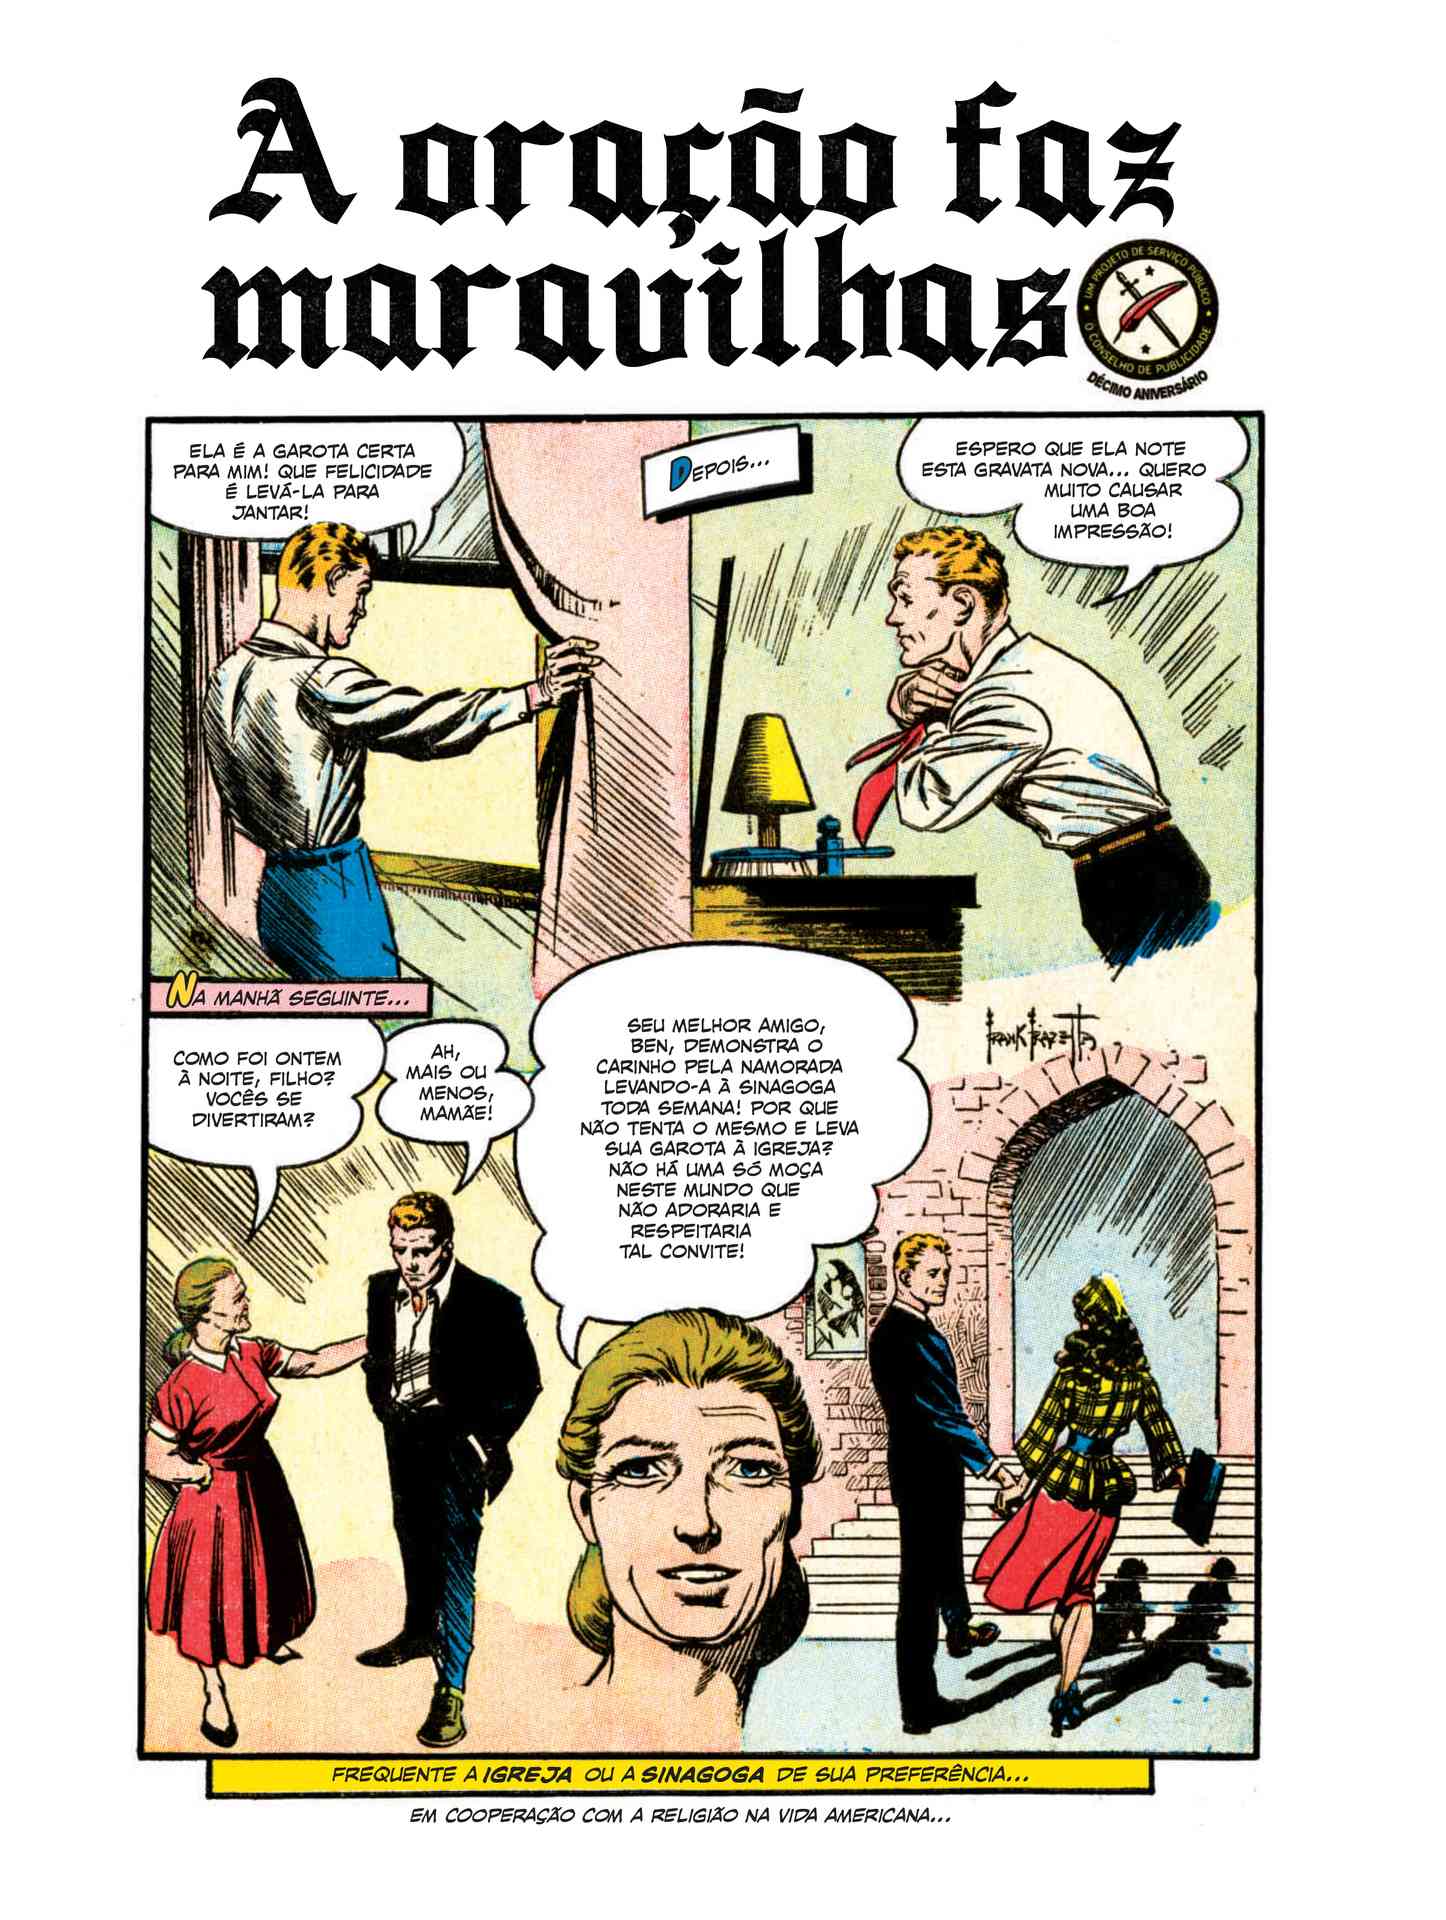 A oração faz
maravilhas
UM PROJETO DE SERVIÇO PÚBLICO
O CONSELHO DE PUBLICIDADE
DÉCIMO ANIVERSÁRIO
ELA É A GAROTA CERTA
PARA MIM! QUE FELICIDADE
É LEVÁ-LA PARA
JANTAR!
DEPOIS...
ESPERO QUE ELA NOTE
ESTA GRAVATA NOVA... QUERO
MUITO CAUSAR
UMA BOA
IMPRESSÃO!
NA MANHÃ SEGUINTE...
COMO FOI ONTEM
À NOITE, FILHO?
VOCÊS SE
DIVERTIRAM?
AH,
MAIS OU
MENOS,
MAMÃE!
SEU MELHOR AMIGO,
BEN, DEMONSTRA O
CARINHO PELA NAMORADA
LEVANDO-A À SINAGOGA
TODA SEMANA! POR QUE
NÃO TENTA O MESMO E LEVA
SUA GAROTA À IGREJA?
NÃO HÁ UMA SÓ MOÇA
NESTE MUNDO QUE
NÃO ADORARIA E
RESPEITARIA
TAL CONVITE!
FRANK FRAZETTA
FREQUENTE A IGREJA OU A SINAGOGA DE SUA PREFERÊNCIA...
EM COOPERAÇÃO COM A RELIGIÃO NA VIDA AMERICANA...